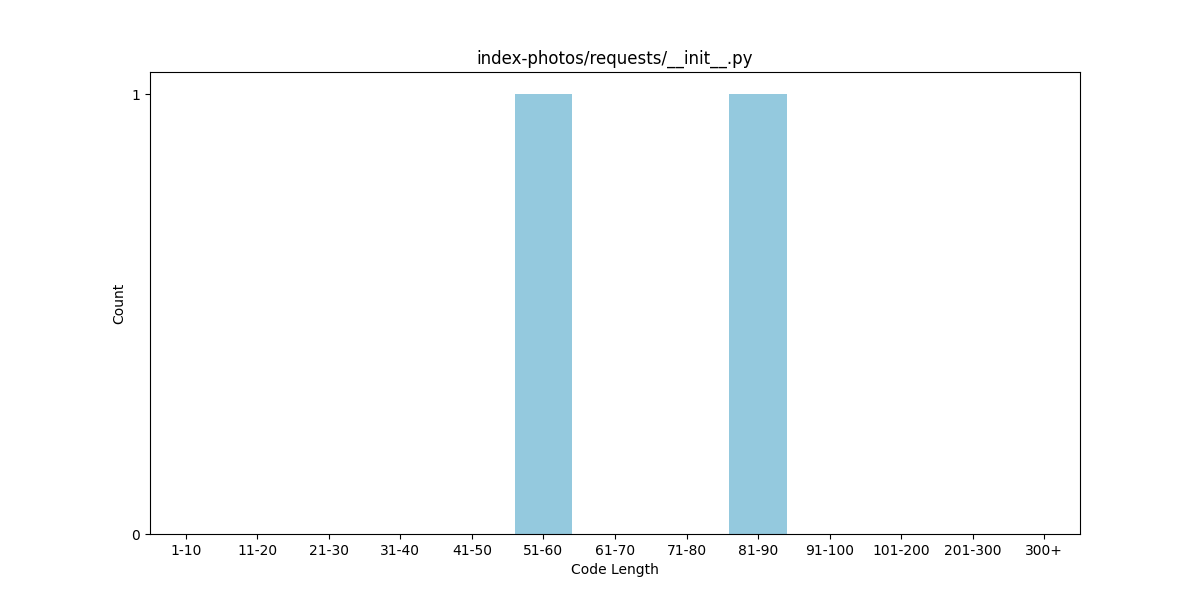 index-photos/requests/__init__.py
1
Count
0
1-10 11-20 21-30 31-40 41-50 51-60 61-70 71-80 81-90 91-100 101-200 201-300 300+
Code Length